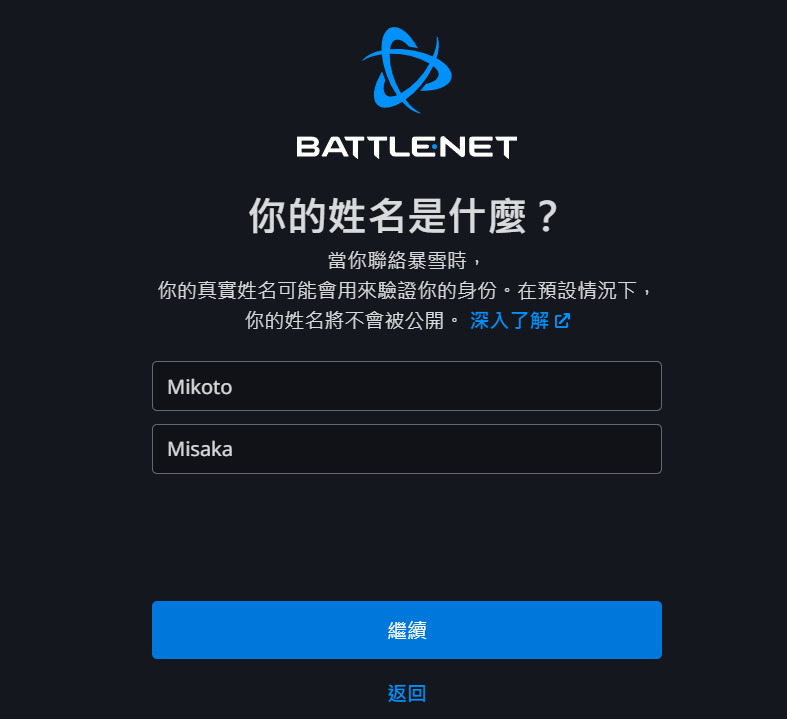 BATTLE.NET
你的姓名是什麼？
當你聯絡暴雪時，
你的真實姓名可能會用來驗證你的身份。在預設情況下，
你的姓名將不會被公開。 深入了解
Mikoto
Misaka
繼續
返回